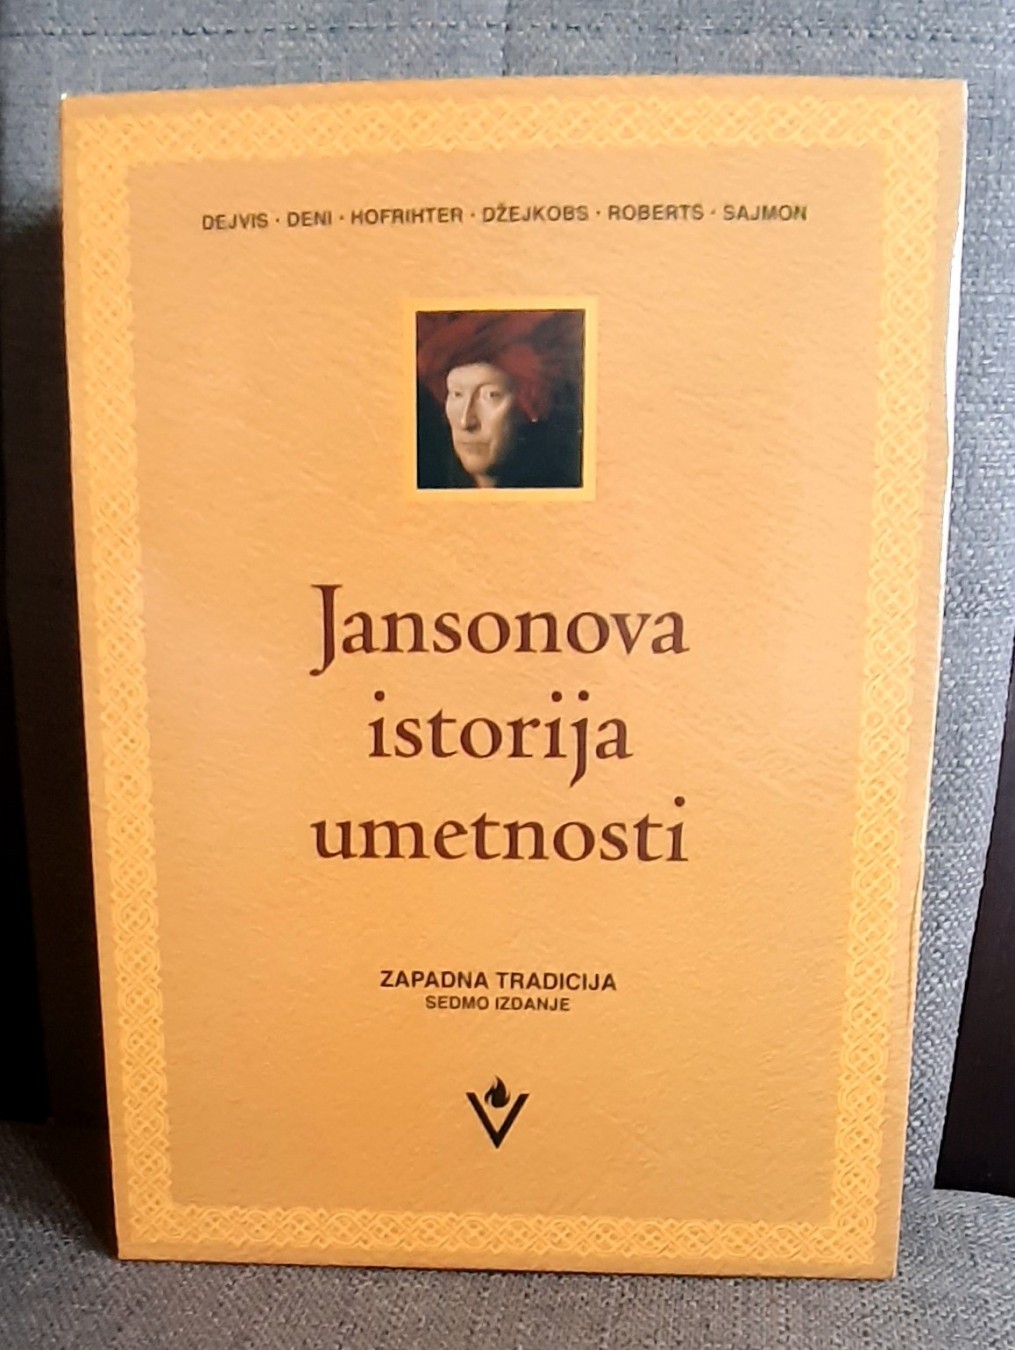 DEJVIS · DENI · HOFRIHTER · DŽEJKOBS · ROBERTS · SAJMON
Jansonova
istorija
umetnosti
ZAPADNA TRADICIJA
SEDMO IZDANJE